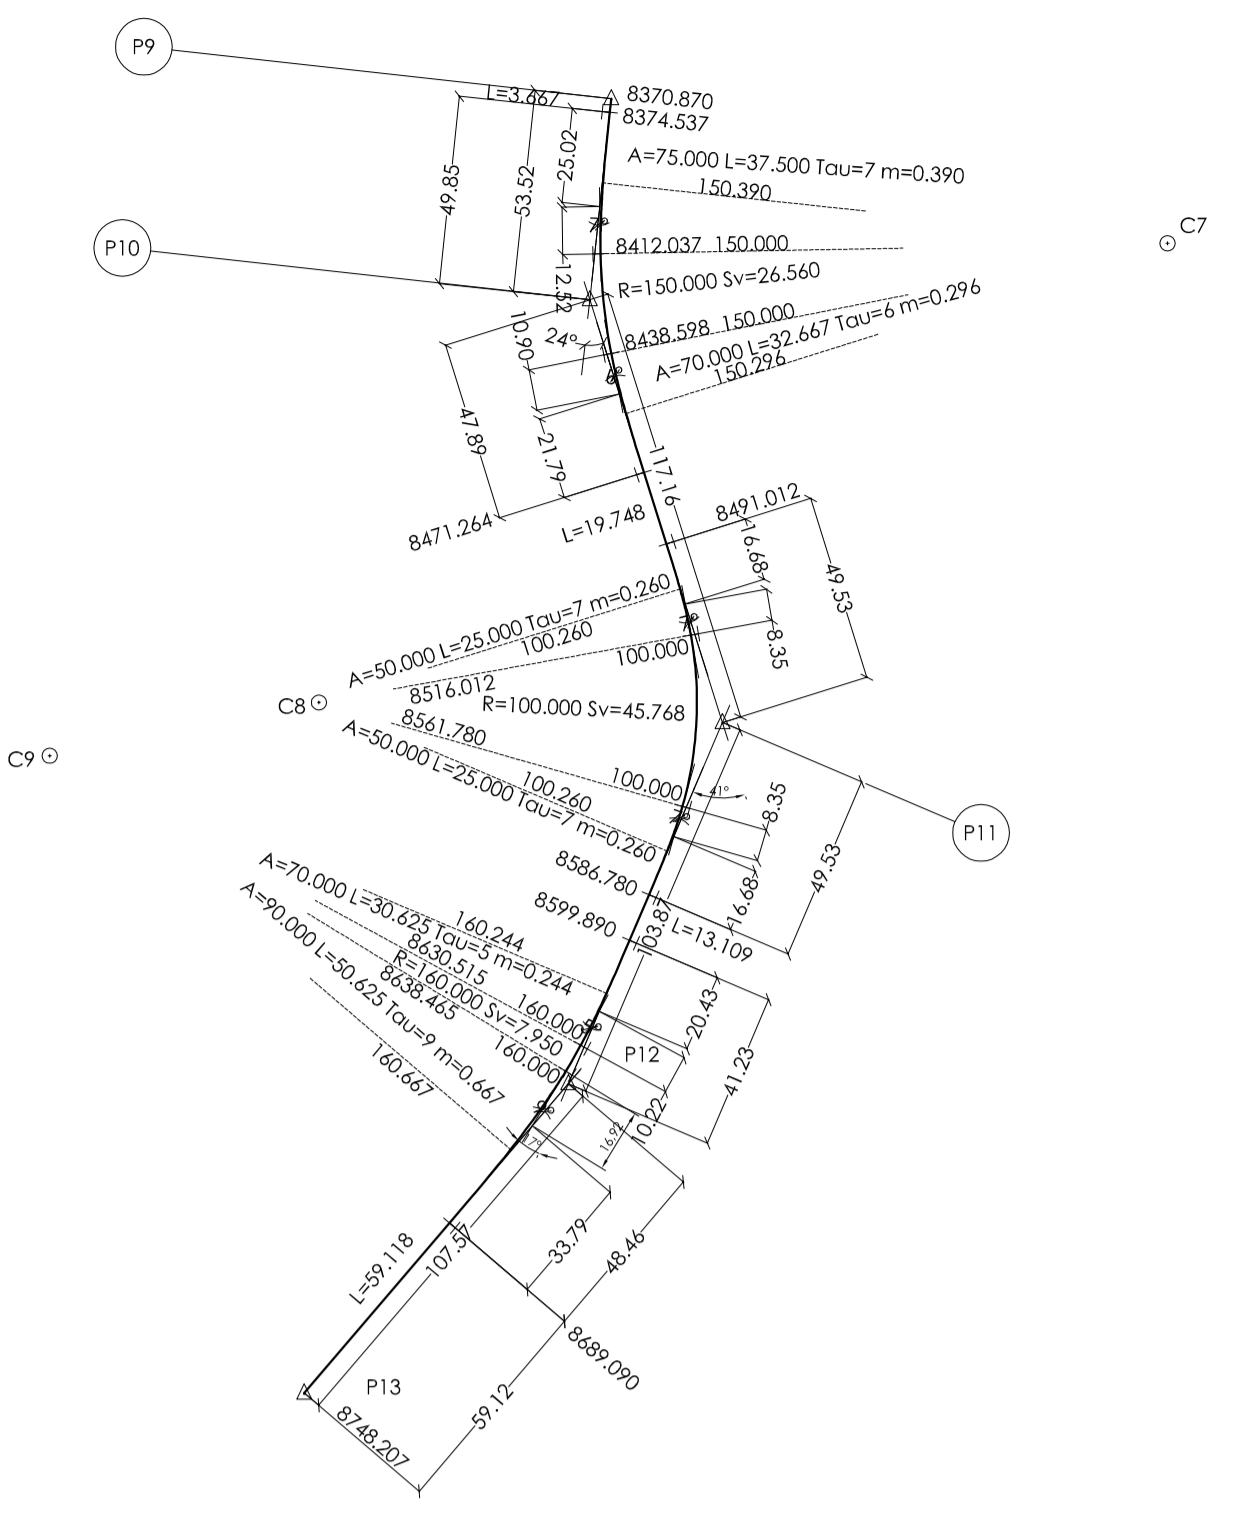 P9
L=3.667
8370.870
8374.537
25.02
49.85
53.52
A=75.000 L=37.500 Tau=7 m=0.390
150.390
7°
P10
C7
8412.037 150.000
12.52
R=150.000 Sv=26.560
10.90
24°
8438.598 150.000
A=70.000 L=32.667 Tau=6 m=0.296
150.296
6°
47.89
21.79
117.16
8471.264
L=19.748
8491.012
16.68
49.53
A=50.000 L=25.000 Tau=7 m=0.260
100.260
7°
8.35
100.000
8516.012
C8
R=100.000 Sv=45.768
8561.780
C9
A=50.000 L=25.000 Tau=7 m=0.260
100.260
100.000
41°
7°
8.35
P11
8586.780
16.68
49.53
8599.890
103.87
L=13.109
A=70.000 L=30.625 Tau=5 m=0.244
160.244
A=90.000 L=50.625 Tau=9 m=0.667
8630.515
R=160.000 Sv=7.950
8638.465
160.000
5°
20.43
P12
160.000
41.23
160.667
9°
10.22
17°
16.92
33.79
48.46
L=59.118
107.57
8689.090
P13
59.12
8748.207